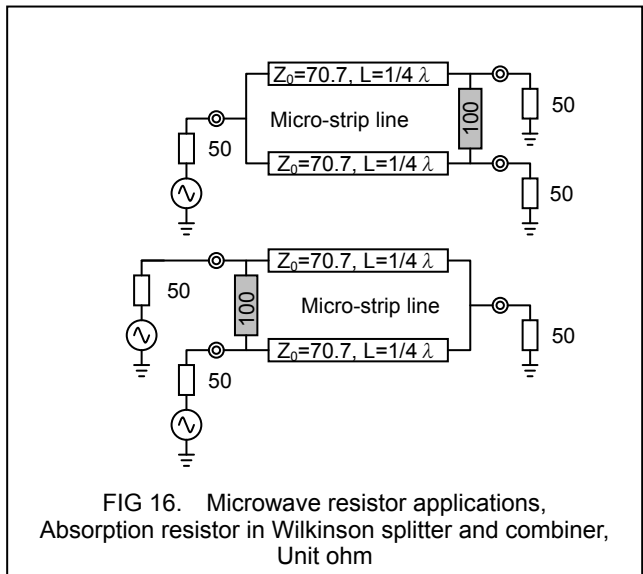 Z₀=70.7, L=1/4 λ
50
Micro-strip line
100
50
Z₀=70.7, L=1/4 λ
50
Z₀=70.7, L=1/4 λ
50
100
Micro-strip line
50
Z₀=70.7, L=1/4 λ
50
FIG 16. Microwave resistor applications,
Absorption resistor in Wilkinson splitter and combiner,
Unit ohm